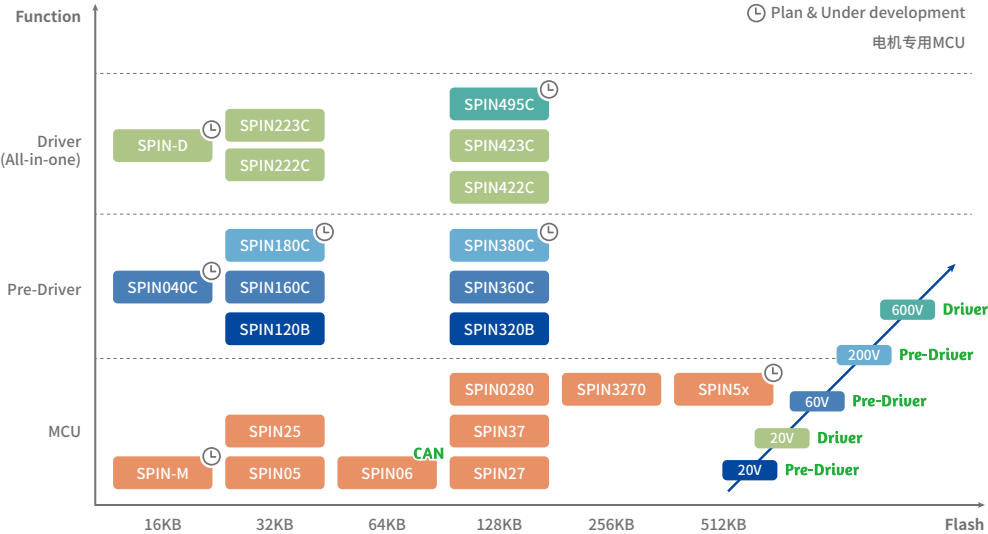 Function
Plan & Under development
电机专用MCU
Driver
(All-in-one)
SPIN-D
SPIN223C
SPIN222C
SPIN495C
SPIN423C
SPIN422C
Pre-Driver
SPIN040C
SPIN180C
SPIN160C
SPIN120B
SPIN380C
SPIN360C
SPIN320B
600V Driver
200V Pre-Driver
60V Pre-Driver
20V Driver
20V Pre-Driver
MCU
SPIN0280
SPIN3270
SPIN5x
SPIN25
SPIN37
CAN
SPIN-M
SPIN05
SPIN06
SPIN27
16KB
32KB
64KB
128KB
256KB
512KB
Flash